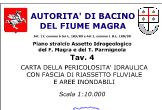 AUTORITA' DI BACINO
DEL FIUME MAGRA
Piano stralcio Assetto Idrogeologico
del F. Magra e del T. Parmignola
Tav. 4
CARTA DELLA PERICOLOSITA' IDRAULICA
CON FASCIA DI RIASSETTO FLUVIALE
E AREE INONDABILI
Scala 1:10.000